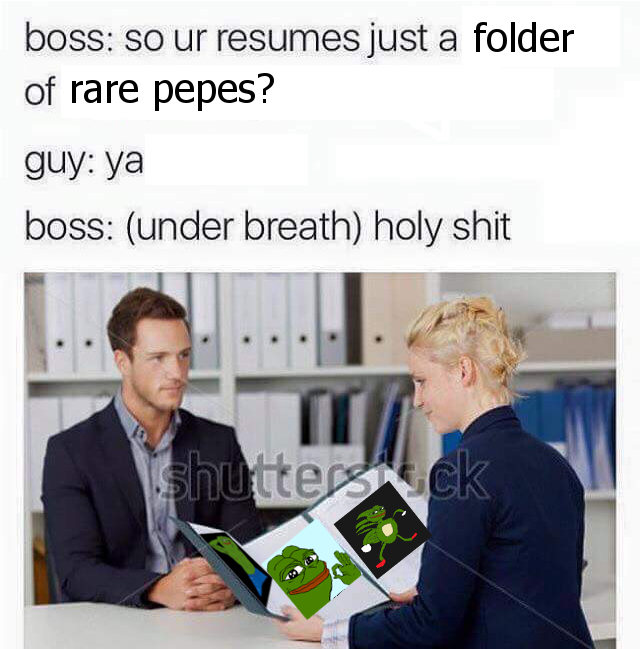 boss: so ur resumes just a folder
of rare pepes?
guy: ya
boss: (under breath) holy shit
shutterstock